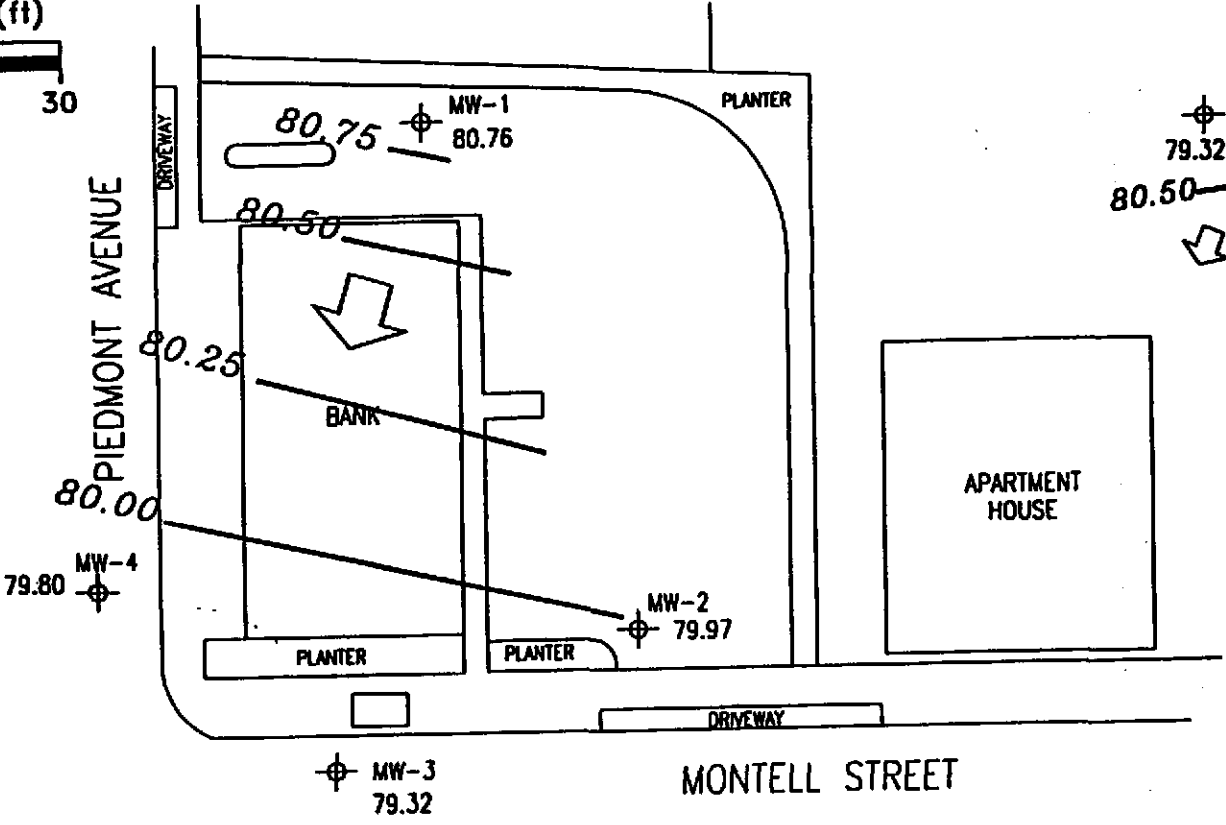 (ft)
30
DRIVEWAY
80.75
MW-1
80.76
PLANTER
79.32
80.50
80.50
PIEDMONT AVENUE
80.25
BANK
APARTMENT
HOUSE
80.00
MW-4
79.80
MW-2
79.97
PLANTER
PLANTER
DRIVEWAY
MW-3
79.32
MONTELL STREET